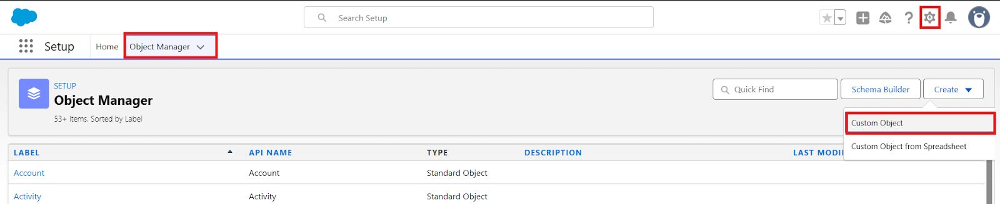 Search Setup
Setup Home Object Manager
SETUP
Object Manager
53+ Items, Sorted by Label
Quick Find Schema Builder Create
Custom Object
Custom Object from Spreadsheet
LABEL API NAME TYPE DESCRIPTION LAST MODI
Account Account Standard Object
Activity Activity Standard Object